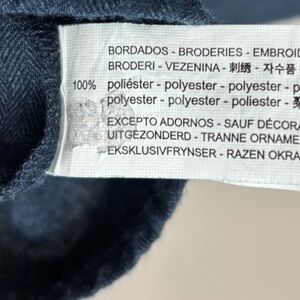 BORDADOS - BRODERIES - EMBROID
BRODERI - VEZENINA - 刺绣 - 자수품
100% poliéster - polyester - polyester - p
polyester - polyester - poliester -
EXCEPTO ADORNOS - SAUF DÉCORA
UITGEZONDERD - TRANNE ORNAME
EKSKLUSIVFRYNSER - RAZEN OKRA